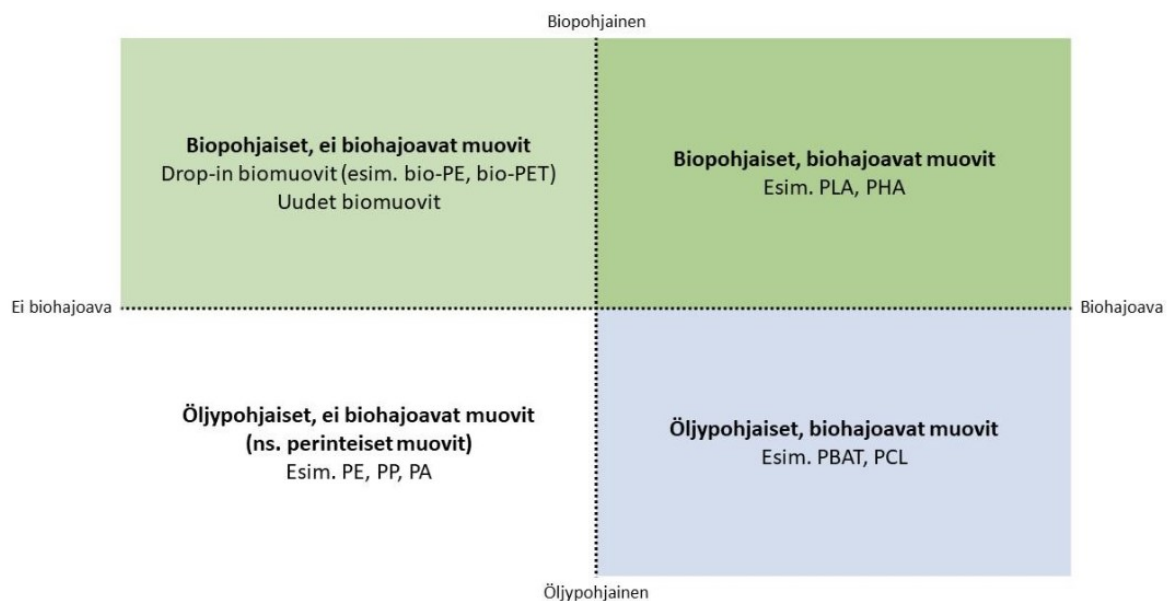 Biopohjainen
Biopohjaiset, ei biohajoavat muovit
Drop-in biomuovit (esim. bio-PE, bio-PET)
Uudet biomuovit
Biopohjaiset, biohajoavat muovit
Esim. PLA, PHA
Ei biohajoava
Biohajoava
Öljypohjaiset, ei biohajoavat muovit
(ns. perinteiset muovit)
Esim. PE, PP, PA
Öljypohjaiset, biohajoavat muovit
Esim. PBAT, PCL
Öljypohjainen